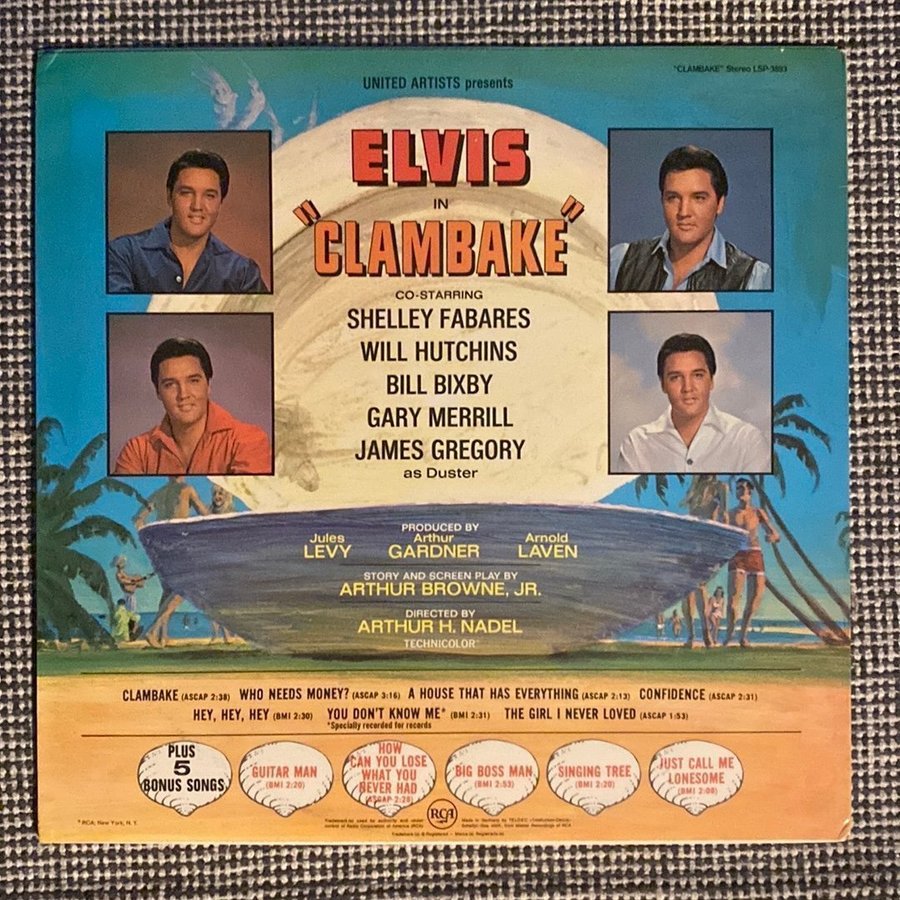 "CLAMBAKE" Stereo LSP-3893
UNITED ARTISTS presents
ELVIS
IN
"CLAMBAKE"
CO-STARRING
SHELLEY FABARES
WILL HUTCHINS
BILL BIXBY
GARY MERRILL
JAMES GREGORY
as Duster
PRODUCED BY
Jules Arthur Arnold
LEVY GARDNER LAVEN
STORY AND SCREEN PLAY BY
ARTHUR BROWNE, JR.
DIRECTED BY
ARTHUR H. NADEL
TECHNICOLOR
CLAMBAKE (ASCAP 2:38) WHO NEEDS MONEY? (ASCAP 3:16) A HOUSE THAT HAS EVERYTHING (ASCAP 2:13) CONFIDENCE (ASCAP 2:31)
HEY, HEY, HEY (BMI 2:30) YOU DON'T KNOW ME* (BMI 2:31) THE GIRL I NEVER LOVED (ASCAP 1:53)
*Specially recorded for records
PLUS
5
BONUS SONGS
GUITAR MAN
(BMI 2:20)
HOW
CAN YOU LOSE
WHAT YOU
NEVER HAD
(ASCAP 2:28)
BIG BOSS MAN
(BMI 2:53)
SINGING TREE
(BMI 2:20)
JUST CALL ME
LONESOME
(BMI 2:08)
RCA
® RCA, New York, N.Y.